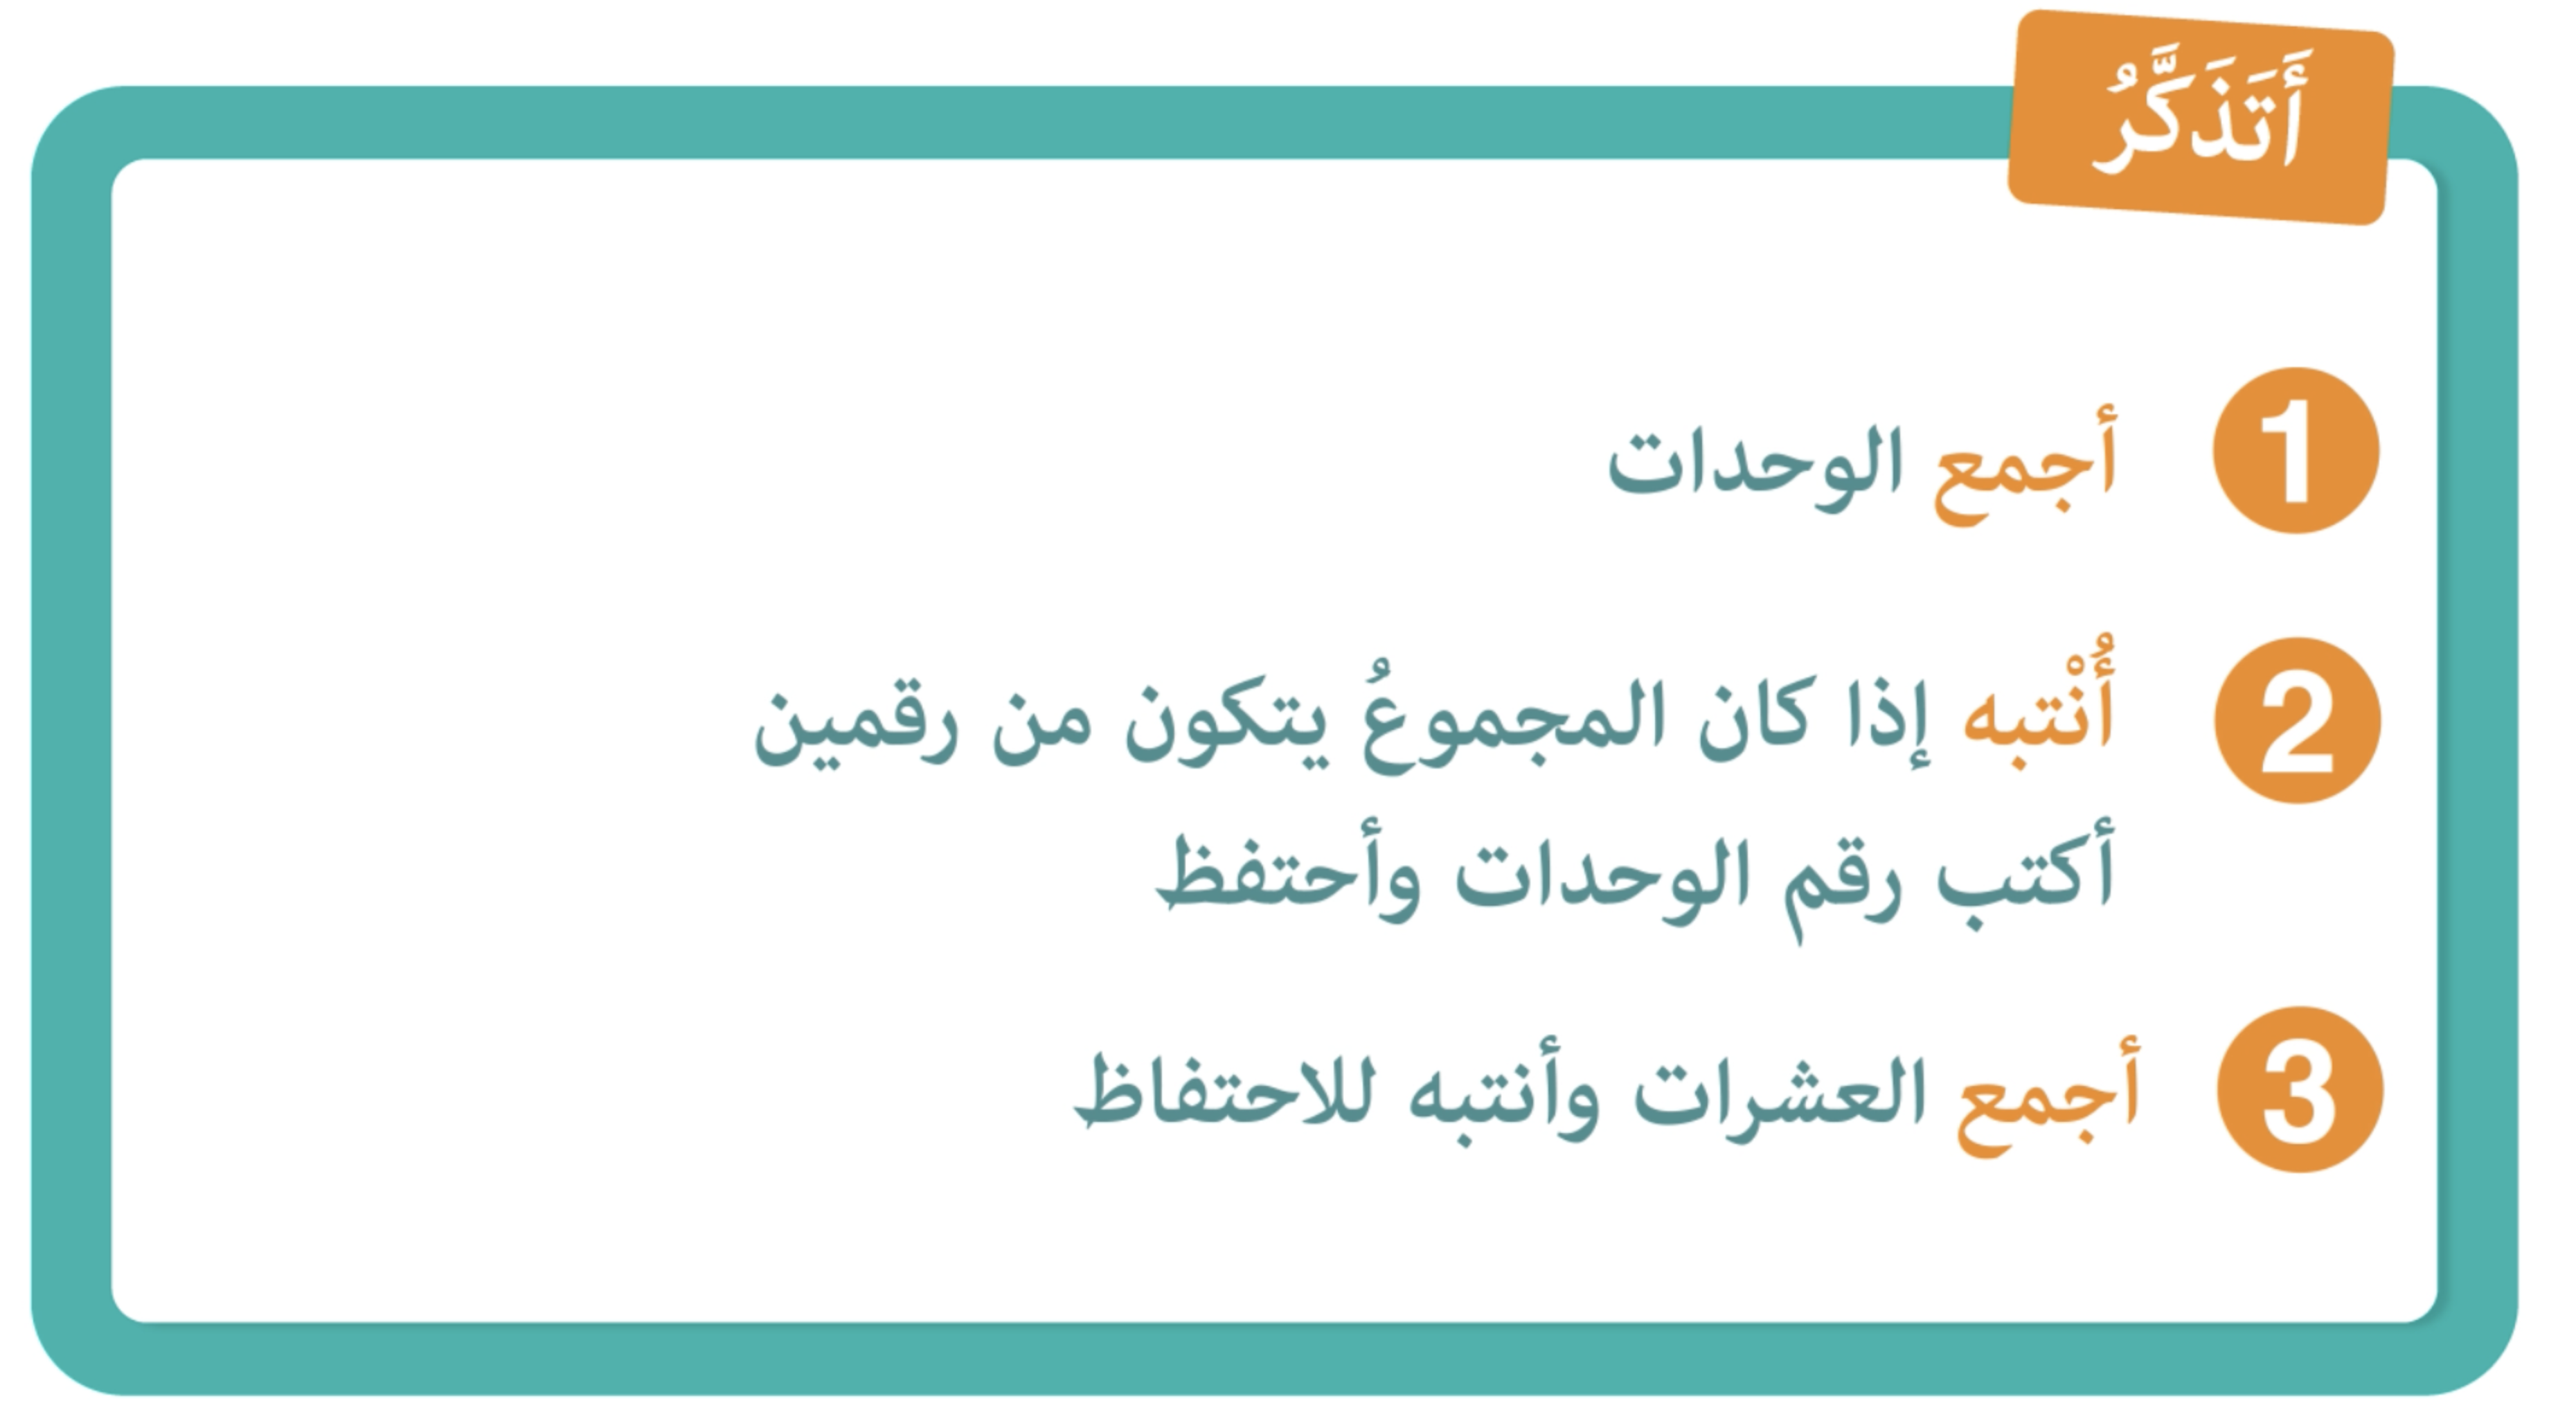 أَتَذَكَّرُ
1 أجمع الوحدات
2 أُنْتبه إذا كان المجموعُ يتكون من رقمين
أكتب رقم الوحدات وأحتفظ
3 أجمع العشرات وأنتبه للاحتفاظ